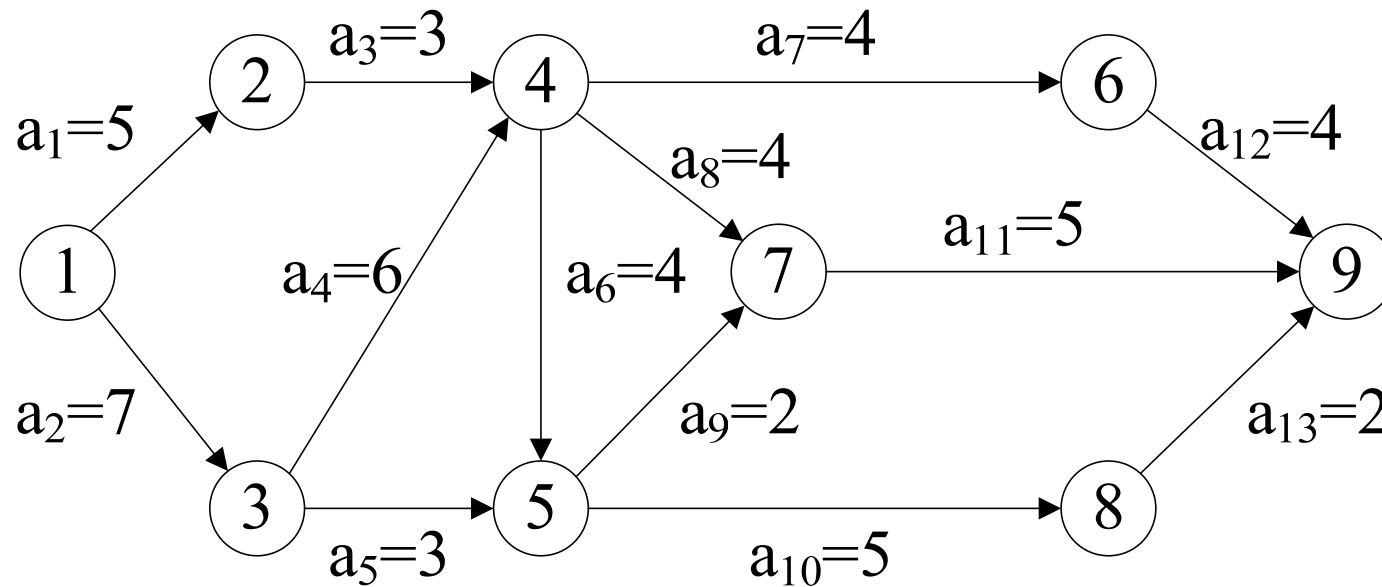 a₃=3
a₇=4
2
4
6
a₁=5
a₁₂=4
a₈=4
a₁₁=5
1
a₄=6
a₆=4
7
9
a₂=7
a₉=2
a₁₃=2
3
5
8
a₅=3
a₁₀=5